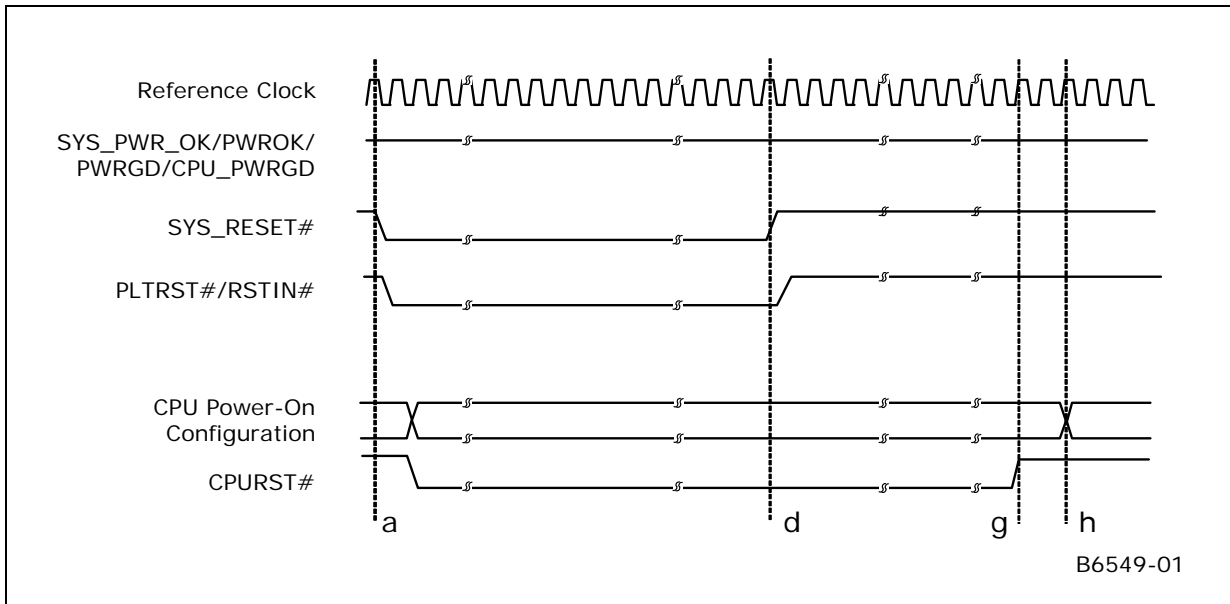 Reference Clock
SYS_PWR_OK/PWROK/
PWRGD/CPU_PWRGD
SYS_RESET#
PLTRST#/RSTIN#
CPU Power-On
Configuration
CPURST#
a
d
g
h
B6549-01